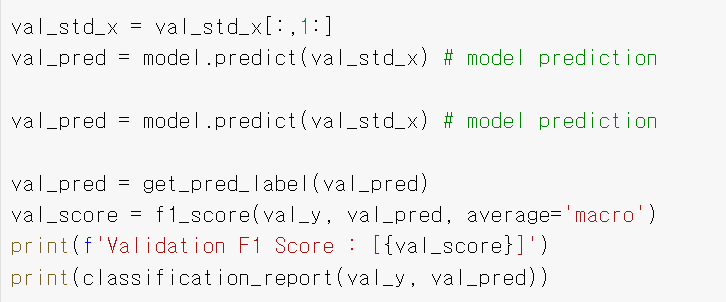 val_std_x = val_std_x[:,1:]
val_pred = model.predict(val_std_x) # model prediction
val_pred = model.predict(val_std_x) # model prediction
val_pred = get_pred_label(val_pred)
val_score = f1_score(val_y, val_pred, average='macro')
print(f'Validation F1 Score : [{val_score}]')
print(classification_report(val_y, val_pred))